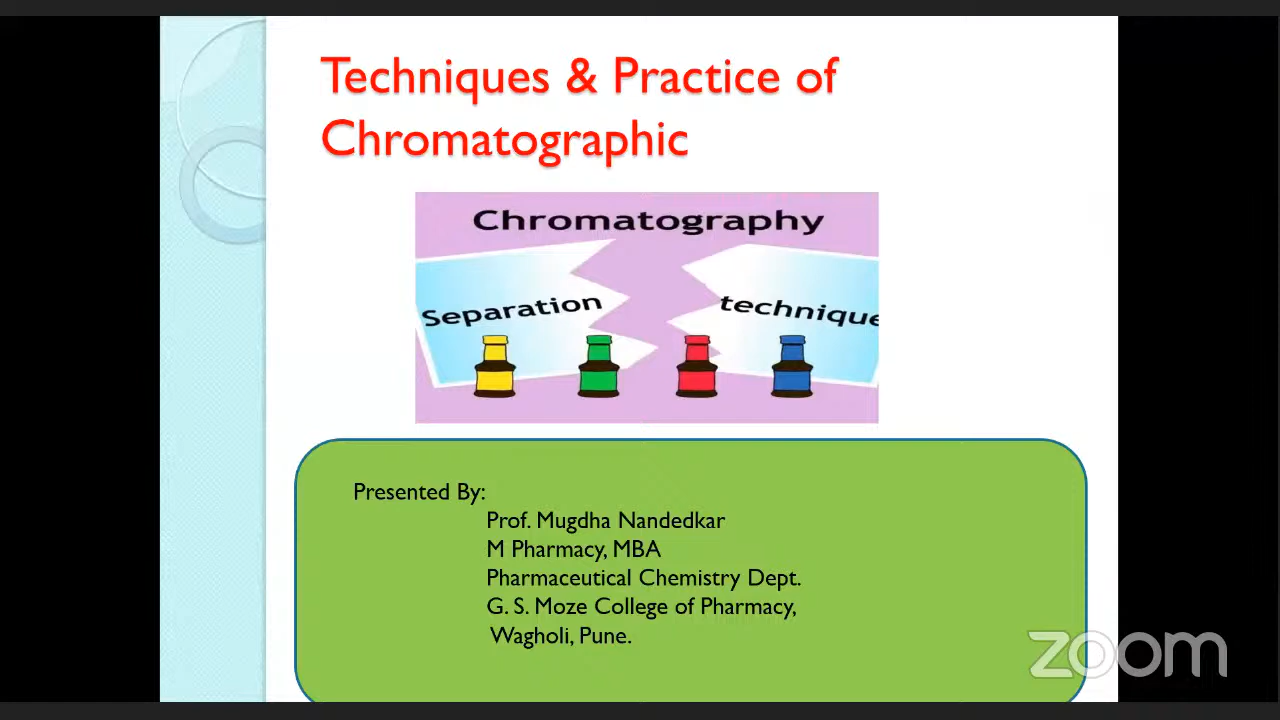 Techniques & Practice of
Chromatographic
Chromatography
Separation
technique
Presented By:
Prof. Mugdha Nandedkar
M Pharmacy, MBA
Pharmaceutical Chemistry Dept.
G. S. Moze College of Pharmacy,
Wagholi, Pune.
zoom